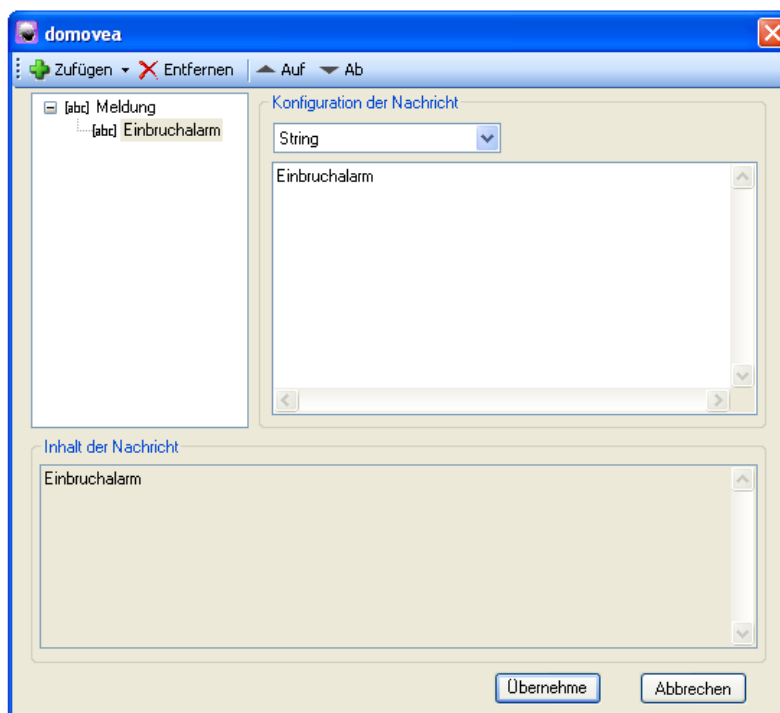 domovea
Zufügen Entfernen Auf Ab
[abc] Meldung
[abc] Einbruchalarm
Konfiguration der Nachricht
String
Einbruchalarm
Inhalt der Nachricht
Einbruchalarm
Übernehme Abbrechen